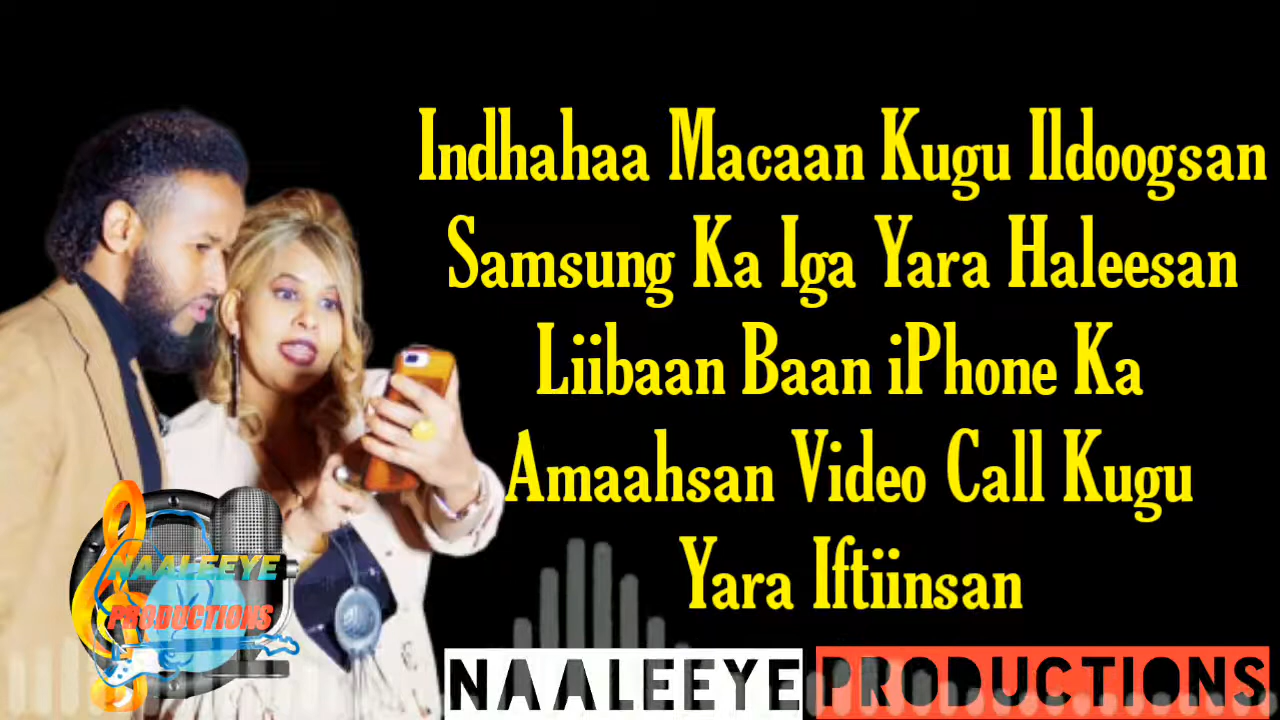 Indhahaa Macaan Kugu Ildoogsan
Samsung Ka Iga Yara Haleesan
Liibaan Baan iPhone Ka
Amaahsan Video Call Kugu
Yara Iftiinsan
NAALEEYE
PRODUCTIONS
NAALEEYE PRODUCTIONS